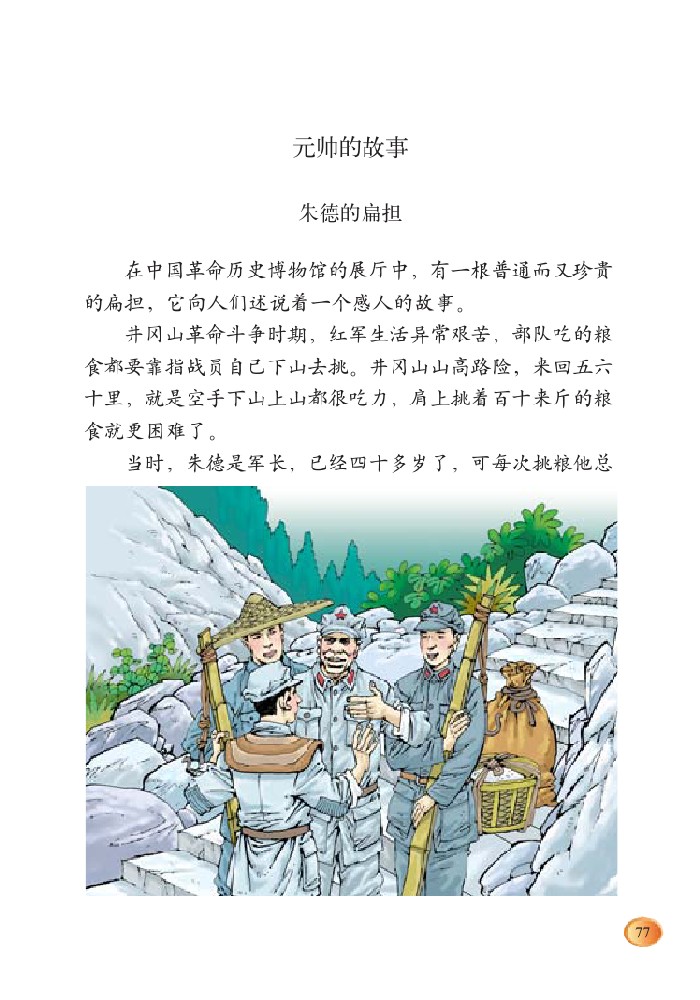 元帅的故事
朱德的扁担
在中国革命历史博物馆的展厅中，有一根普通而又珍贵
的扁担，它向人们述说着一个感人的故事。
井冈山革命斗争时期，红军生活异常艰苦，部队吃的粮
食都要靠指战员自己下山去挑。井冈山山高路险，来回五六
十里，就是空手下山上山都很吃力，肩上挑着百十来斤的粮
食就更困难了。
当时，朱德是军长，已经四十多岁了，可每次挑粮他总
77